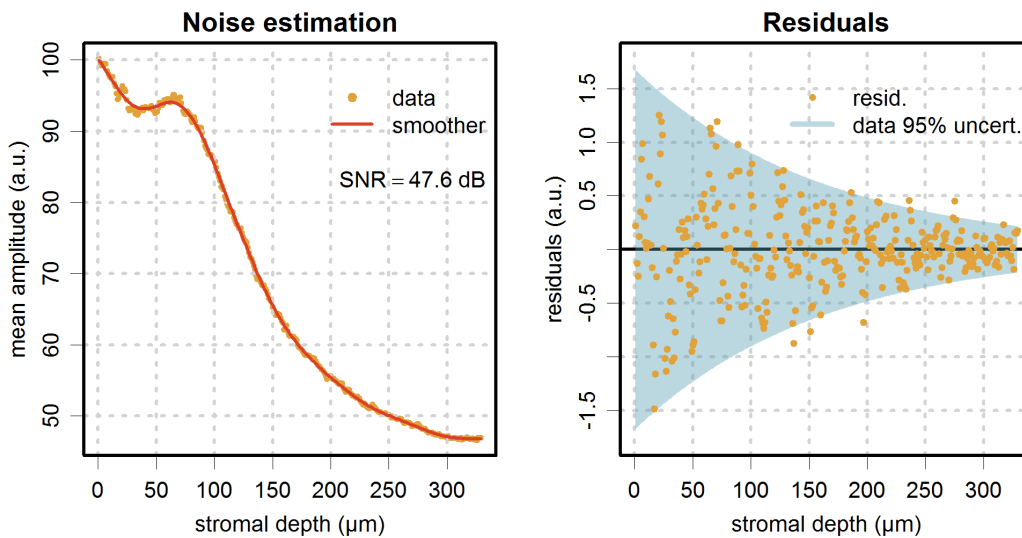 Noise estimation
100
90
80
70
60
50
mean amplitude (a.u.)
data
smoother
SNR = 47.6 dB
0 50 100 150 200 250 300
stromal depth (µm)
Residuals
1.5
1.0
0.5
-0.5
-1.5
residuals (a.u.)
resid.
data 95% uncert.
0 50 100 150 200 250 300
stromal depth (µm)